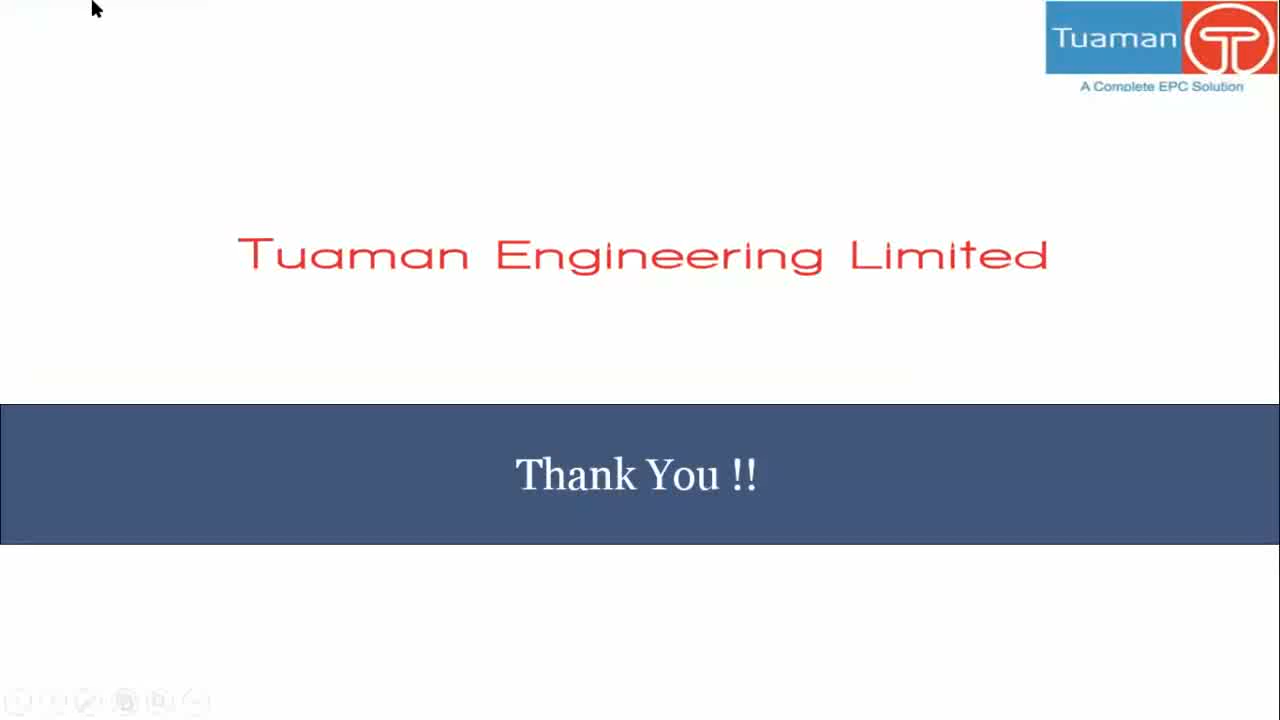 Tuaman
A Complete EPC Solution
Tuaman Engineering Limited
Thank You !!